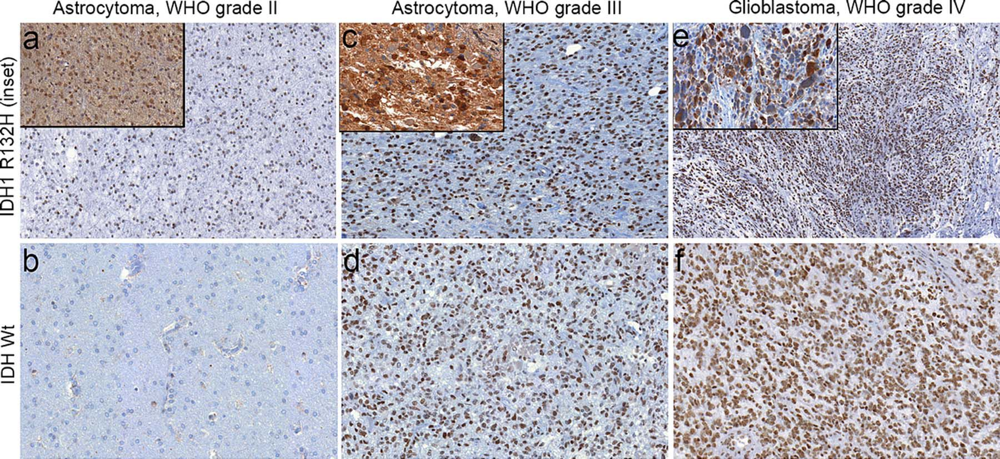 Astrocytoma, WHO grade II
Astrocytoma, WHO grade III
Glioblastoma, WHO grade IV
IDH1 R132H (inset)
a
c
e
IDH Wt
b
d
f